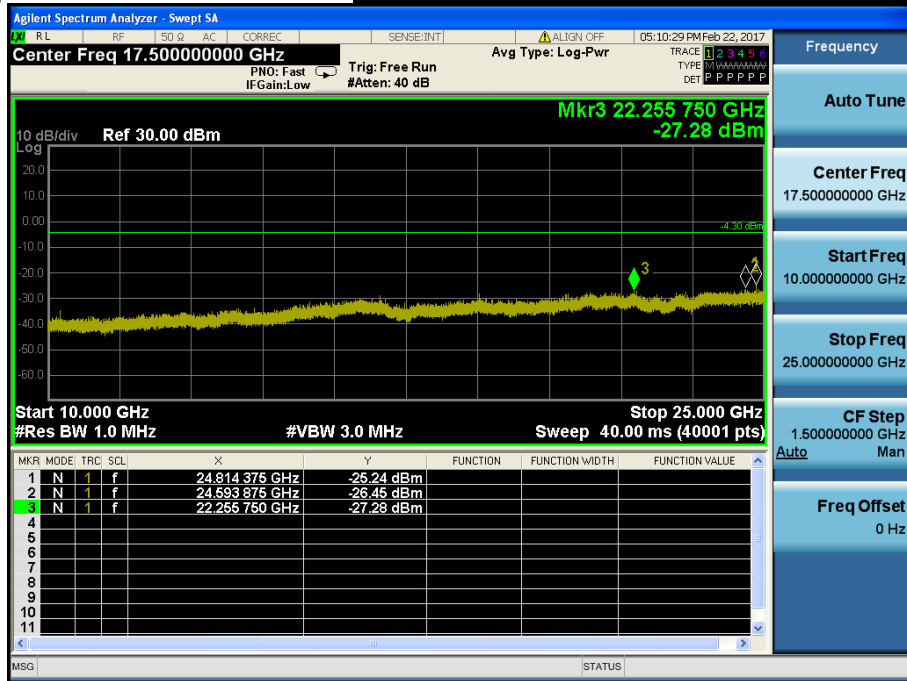 Agilent Spectrum Analyzer - Swept SA
LXI RL RF 50 Ω AC CORREC SENSE:INT ALIGN OFF 05:10:29 PM Feb 22, 2017
Center Freq 17.500000000 GHz
PNO: Fast
IFGain:Low
Trig: Free Run
#Atten: 40 dB
Avg Type: Log-Pwr
TRACE 1 2 3 4 5 6
TYPE M W W W W W
DET P P P P P P
Mkr3 22.255 750 GHz
-27.28 dBm
10 dB/div Ref 30.00 dBm
Log
20.0
10.0
0.00
-4.30 dBm
-10.0
-20.0
3
-30.0
-40.0
-50.0
-60.0
Start 10.000 GHz Stop 25.000 GHz
#Res BW 1.0 MHz #VBW 3.0 MHz Sweep 40.00 ms (40001 pts)
MKR MODE TRC SCL X Y FUNCTION FUNCTION WIDTH FUNCTION VALUE
1 N 1 f 24.814 375 GHz -25.24 dBm
2 N 1 f 24.593 875 GHz -26.45 dBm
3 N 1 f 22.255 750 GHz -27.28 dBm
4
5
6
7
8
9
10
11
MSG STATUS
Frequency
Auto Tune
Center Freq
17.500000000 GHz
Start Freq
10.000000000 GHz
Stop Freq
25.000000000 GHz
CF Step
1.500000000 GHz
Auto Man
Freq Offset
0 Hz